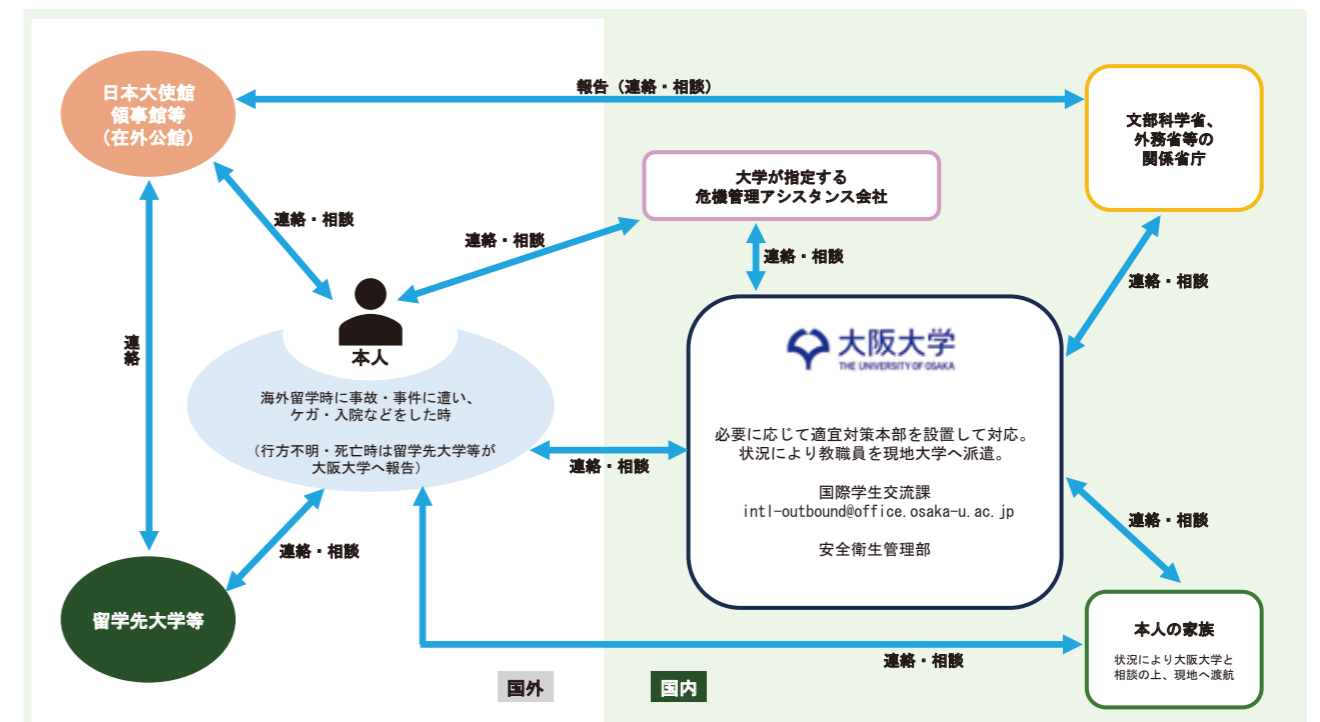 日本大使館
領事館等
（在外公館）
報告（連絡・相談）
文部科学省、
外務省等の
関係省庁
大学が指定する
危機管理アシスタンス会社
連絡・相談
連絡・相談
連絡・相談
連絡・相談
連絡
本人
海外留学時に事故・事件に遭い、
ケガ・入院などをした時
（行方不明・死亡時は留学先大学等が
大阪大学へ報告）
大阪大学
THE UNIVERSITY OF OSAKA
必要に応じて適宜対策本部を設置して対応。
状況により教職員を現地大学へ派遣。
国際学生交流課
intl-outbound@office.osaka-u.ac.jp
安全衛生管理部
連絡・相談
連絡・相談
連絡・相談
留学先大学等
本人の家族
状況により大阪大学と
相談の上、現地へ渡航
連絡・相談
国外
国内